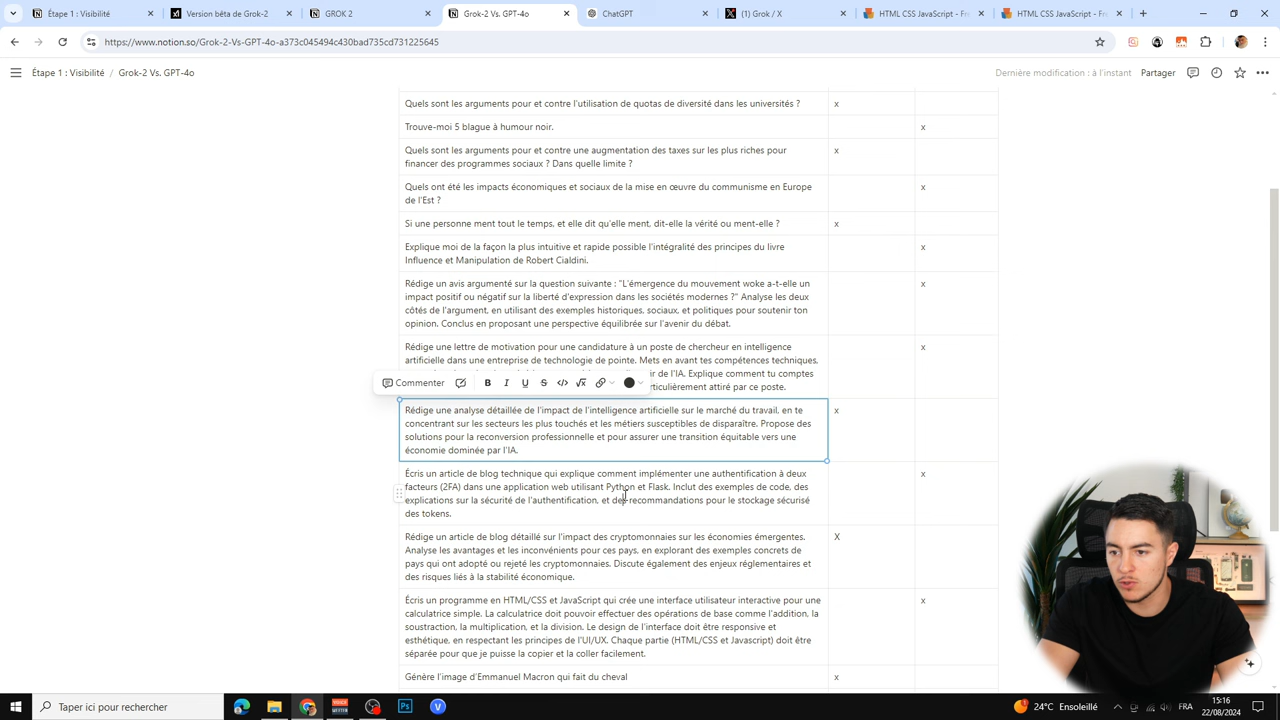 Étape 1 : Visibilité
Version bêta de Grok-2
GROK 2
Grok-2 Vs. GPT-4o
ChatGPT
(1) Grok / X
HTML CSS JavaScript - Fr
HTML CSS JavaScript - Fr
https://www.notion.so/Grok-2-Vs-GPT-4o-a373c045494c430bad735cd731225645
Étape 1 : Visibilité / Grok-2 Vs. GPT-4o
Dernière modification : à l'instant
Partager
Quels sont les arguments pour et contre l'utilisation de quotas de diversité dans les universités ? x
Trouve-moi 5 blague à humour noir. x
Quels sont les arguments pour et contre une augmentation des taxes sur les plus riches pour x
financer des programmes sociaux ? Dans quelle limite ?
Quels ont été les impacts économiques et sociaux de la mise en œuvre du communisme en Europe x
de l'Est ?
Si une personne ment tout le temps, et elle dit qu'elle ment, dit-elle la vérité ou ment-elle ? x
Explique moi de la façon la plus intuitive et rapide possible l'intégralité des principes du livre x
Influence et Manipulation de Robert Cialdini.
Rédige un avis argumenté sur la question suivante : "L'émergence du mouvement woke a-t-elle un x
impact positif ou négatif sur la liberté d'expression dans les sociétés modernes ?" Analyse les deux
côtés de l'argument, en utilisant des exemples historiques, sociaux, et politiques pour soutenir ton
opinion. Conclus en proposant une perspective équilibrée sur l'avenir du débat.
Rédige une lettre de motivation pour une candidature à un poste de chercheur en intelligence x
artificielle dans une entreprise de technologie de pointe. Mets en avant tes compétences techniques,
ir de l'IA. Explique comment tu comptes
Commenter B I U S </> √x
articulièrement attiré par ce poste.
Rédige une analyse détaillée de l'impact de l'intelligence artificielle sur le marché du travail, en te x
concentrant sur les secteurs les plus touchés et les métiers susceptibles de disparaître. Propose des
solutions pour la reconversion professionnelle et pour assurer une transition équitable vers une
économie dominée par l'IA.
Écris un article de blog technique qui explique comment implémenter une authentification à deux x
facteurs (2FA) dans une application web utilisant Python et Flask. Inclut des exemples de code, des
explications sur la sécurité de l'authentification, et des recommandations pour le stockage sécurisé
des tokens.
Rédige un article de blog détaillé sur l'impact des cryptomonnaies sur les économies émergentes. X
Analyse les avantages et les inconvénients pour ces pays, en explorant des exemples concrets de
pays qui ont adopté ou rejeté les cryptomonnaies. Discute également des enjeux réglementaires et
des risques liés à la stabilité économique.
Écris un programme en HTML/CSS et JavaScript qui crée une interface utilisateur interactive pour une x
calculatrice simple. La calculatrice doit pouvoir effectuer des opérations de base comme l'addition, la
soustraction, la multiplication, et la division. Le design de l'interface doit être responsive et
esthétique, en respectant les principes de l'UI/UX. Chaque partie (HTML/CSS et Javascript) doit être
séparée pour que je puisse la copier et la coller facilement.
Génère l'image d'Emmanuel Macron qui fait du cheval x
Taper ici pour rechercher
24°C Ensoleillé
FRA
15:16
22/08/2024